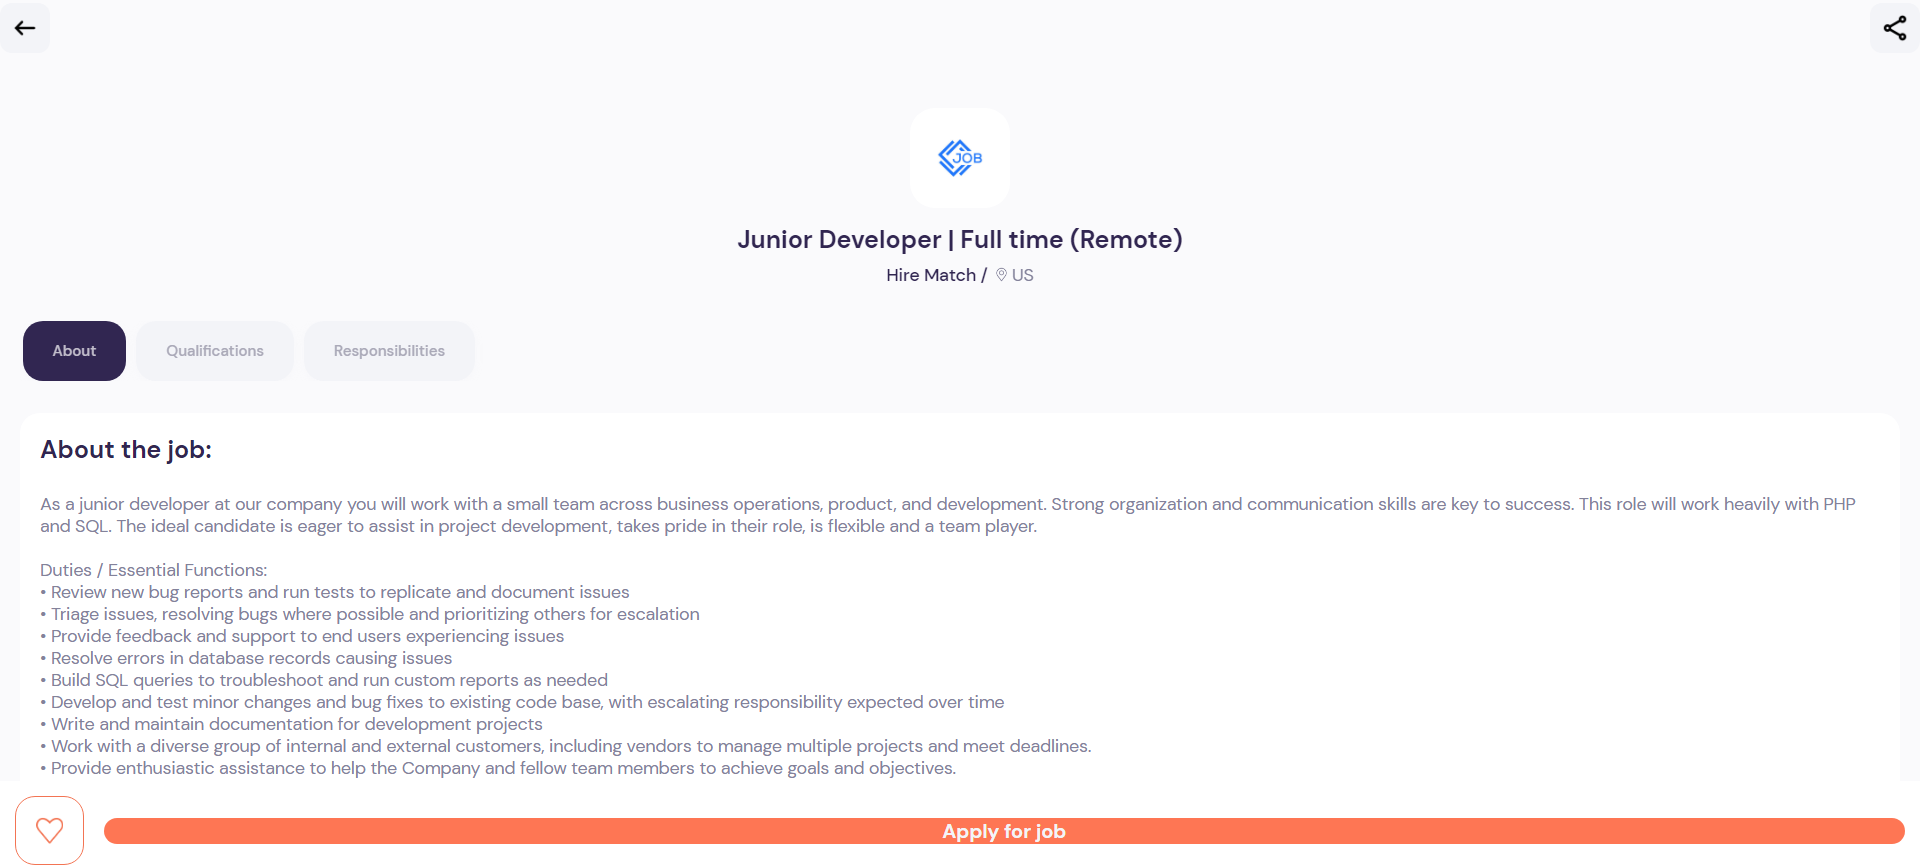 JOB
Junior Developer | Full time (Remote)
Hire Match / US
About
Qualifications
Responsibilities
About the job:
As a junior developer at our company you will work with a small team across business operations, product, and development. Strong organization and communication skills are key to success. This role will work heavily with PHP
and SQL. The ideal candidate is eager to assist in project development, takes pride in their role, is flexible and a team player.
Duties / Essential Functions:
• Review new bug reports and run tests to replicate and document issues
• Triage issues, resolving bugs where possible and prioritizing others for escalation
• Provide feedback and support to end users experiencing issues
• Resolve errors in database records causing issues
• Build SQL queries to troubleshoot and run custom reports as needed
• Develop and test minor changes and bug fixes to existing code base, with escalating responsibility expected over time
• Write and maintain documentation for development projects
• Work with a diverse group of internal and external customers, including vendors to manage multiple projects and meet deadlines.
• Provide enthusiastic assistance to help the Company and fellow team members to achieve goals and objectives.
Apply for job